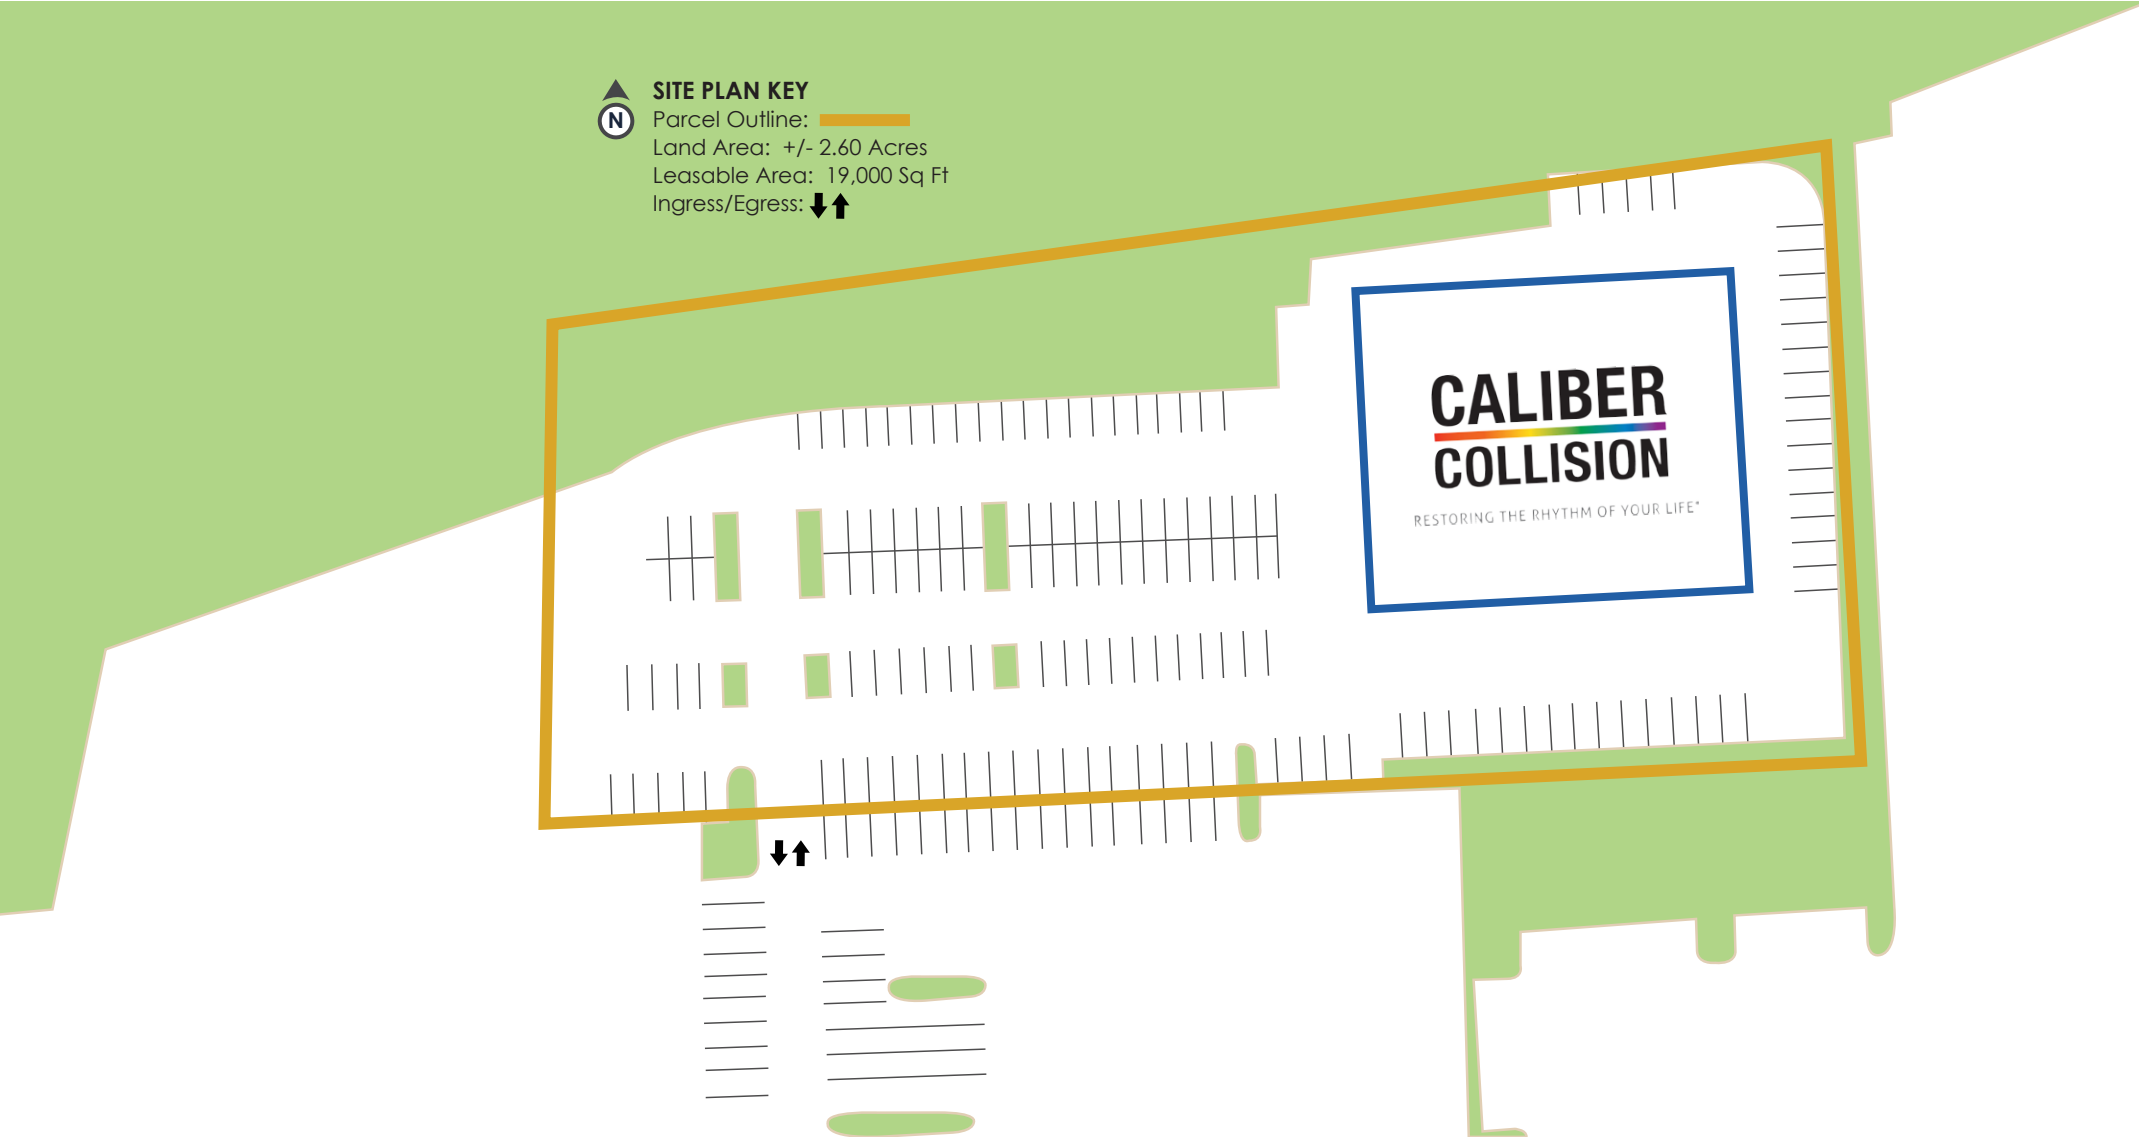 SITE PLAN KEY
N
Parcel Outline:
Land Area: +/- 2.60 Acres
Leasable Area: 19,000 Sq Ft
Ingress/Egress:
CALIBER
COLLISION
RESTORING THE RHYTHM OF YOUR LIFE®